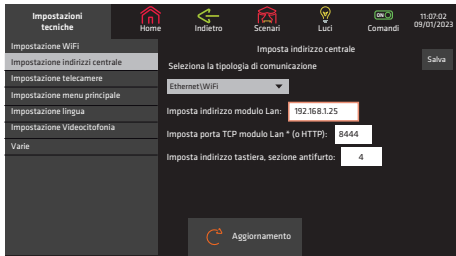 Impostazioni
tecniche
Home
Indietro
Scenari
Luci
ON
Comandi
11:07:02
09/01/2023
Impostazione WiFi
Impostazione indirizzi centrale
Impostazione telecamere
Impostazione menu principale
Impostazione lingua
Impostazione Videocitofonia
Varie
Imposta indirizzo centrale
Salva
Seleziona la tipologia di comunicazione
Ethernet\WiFi
Imposta indirizzo modulo Lan: 192.168.1.25
Imposta porta TCP modulo Lan * (o HTTP): 8444
Imposta indirizzo tastiera, sezione antifurto: 4
Aggiornamento